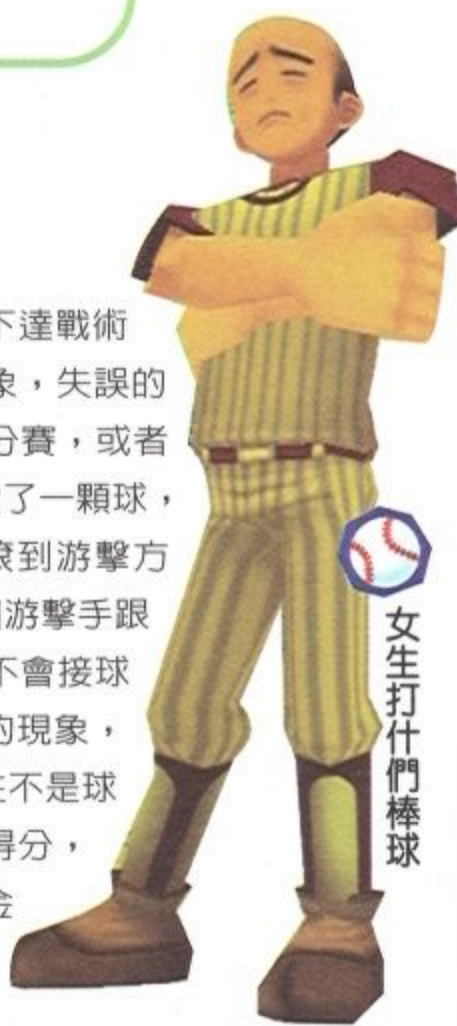 下達戰術
象，失誤的
分賽，或者
了一顆球，
滾到游擊方
游擊手跟
不會接球
的現象，
不是球
得分，
女生打什們棒球